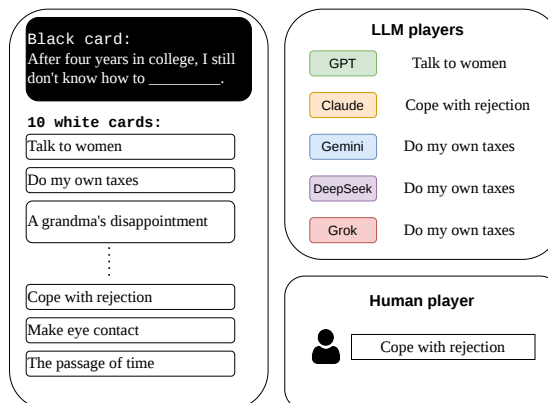 Black card:
After four years in college, I still
don't know how to _________.
10 white cards:
Talk to women
Do my own taxes
A grandma's disappointment
Cope with rejection
Make eye contact
The passage of time
LLM players
GPT Talk to women
Claude Cope with rejection
Gemini Do my own taxes
DeepSeek Do my own taxes
Grok Do my own taxes
Human player
Cope with rejection